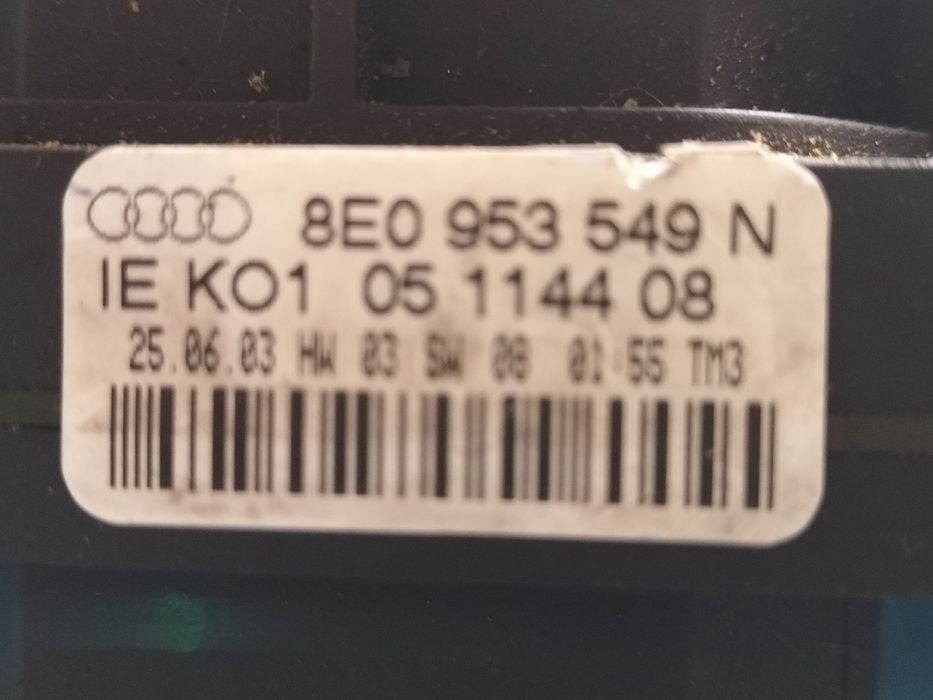 8E0 953 549 N
IE KO1 05 1144 08
25.06.03 HW 03 SW 08 01:55 TM3